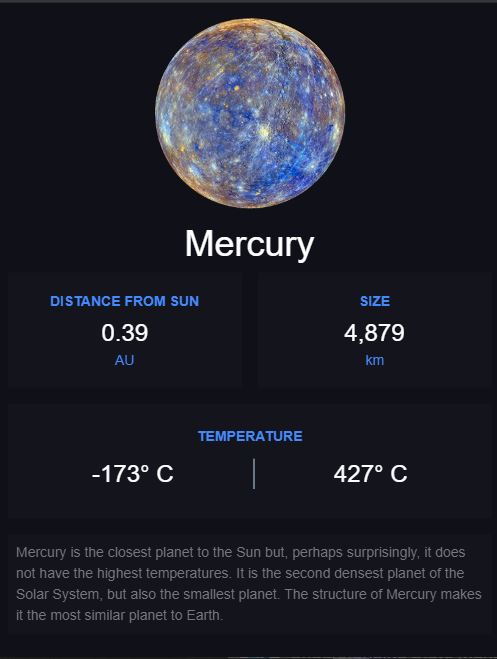 Mercury
DISTANCE FROM SUN
0.39
AU
SIZE
4,879
km
TEMPERATURE
-173° C
427° C
Mercury is the closest planet to the Sun but, perhaps surprisingly, it does
not have the highest temperatures. It is the second densest planet of the
Solar System, but also the smallest planet. The structure of Mercury makes
it the most similar planet to Earth.